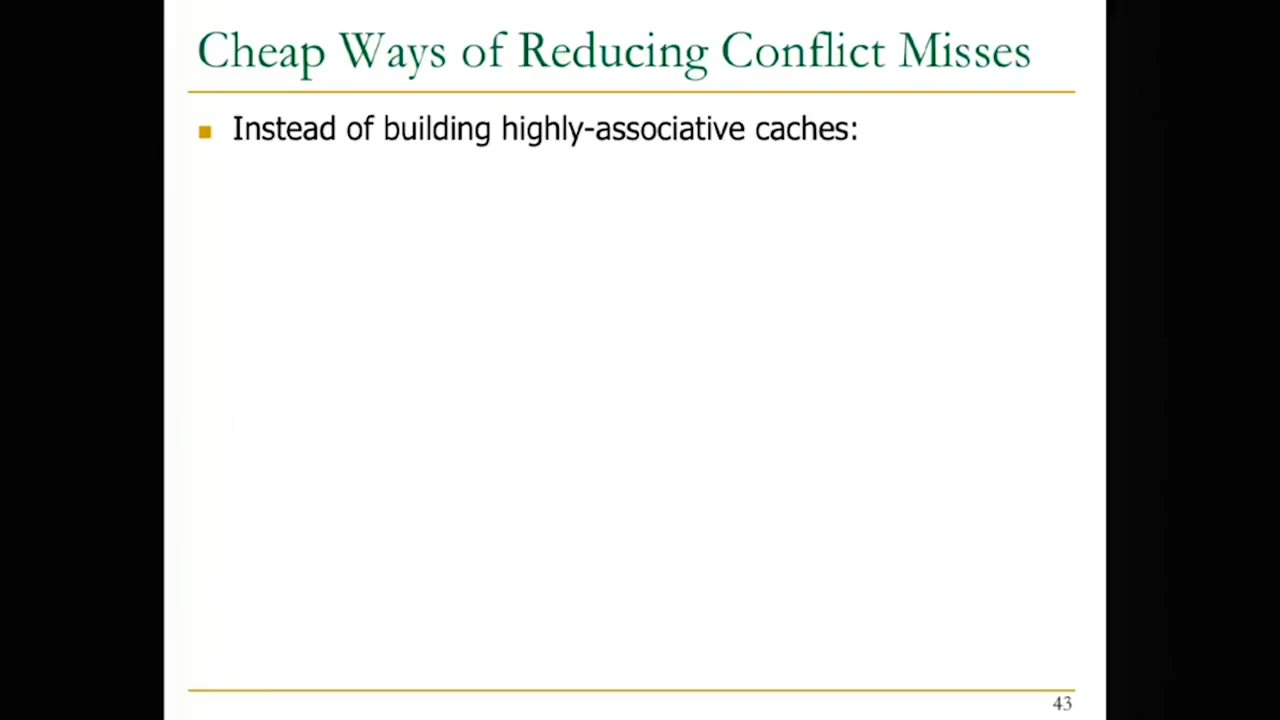 Cheap Ways of Reducing Conflict Misses
Instead of building highly-associative caches:
43